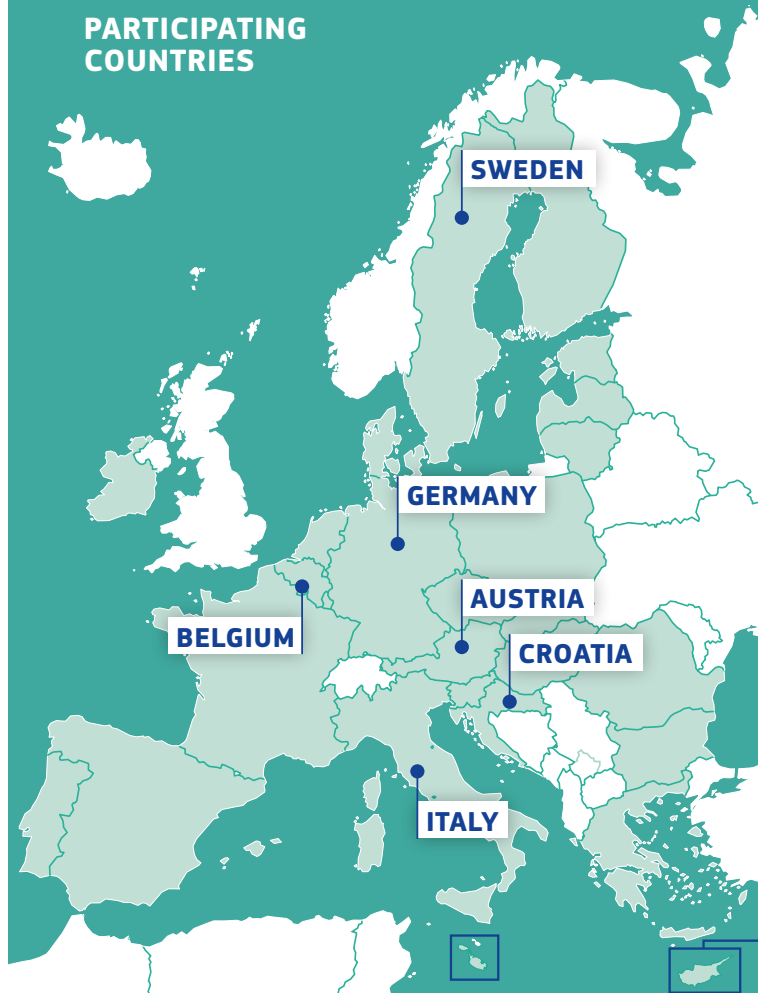 PARTICIPATING
COUNTRIES
SWEDEN
GERMANY
AUSTRIA
BELGIUM
CROATIA
ITALY